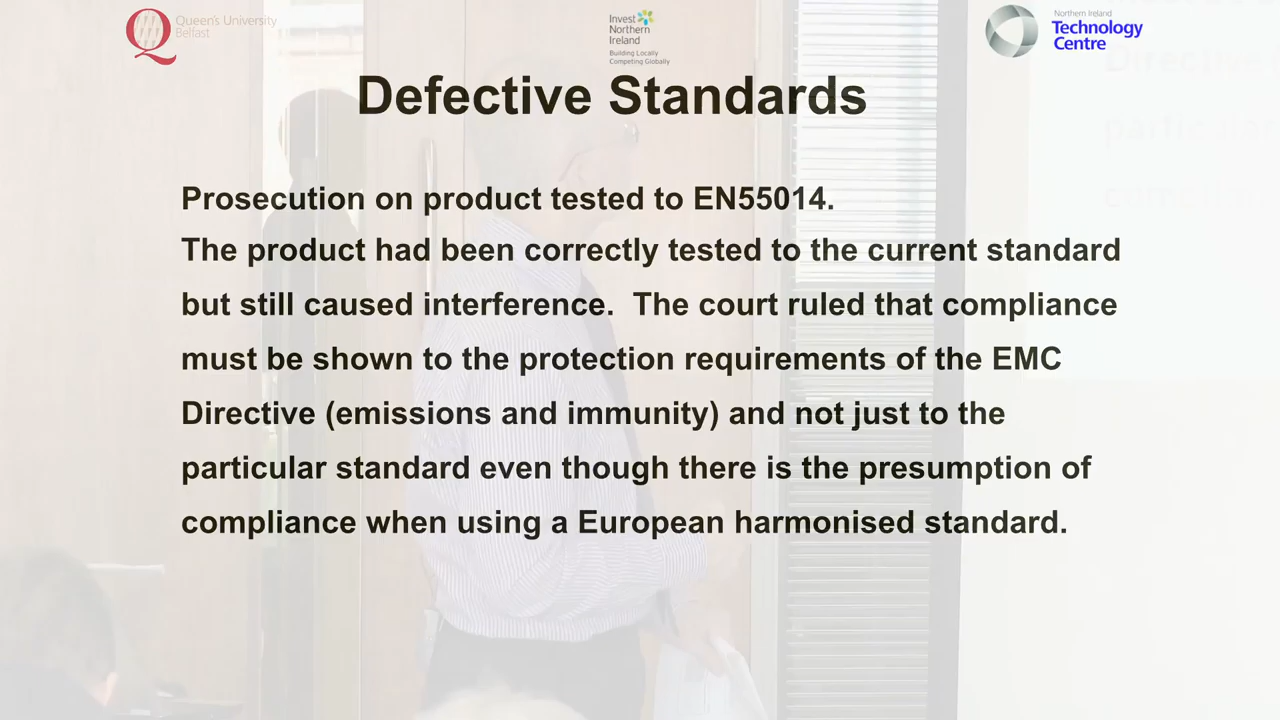 Queen's University
Belfast
Invest
Northern
Ireland
Building Locally
Competing Globally
Northern Ireland
Technology
Centre
Defective Standards
Prosecution on product tested to EN55014.
The product had been correctly tested to the current standard
but still caused interference. The court ruled that compliance
must be shown to the protection requirements of the EMC
Directive (emissions and immunity) and not just to the
particular standard even though there is the presumption of
compliance when using a European harmonised standard.
Directive
particular